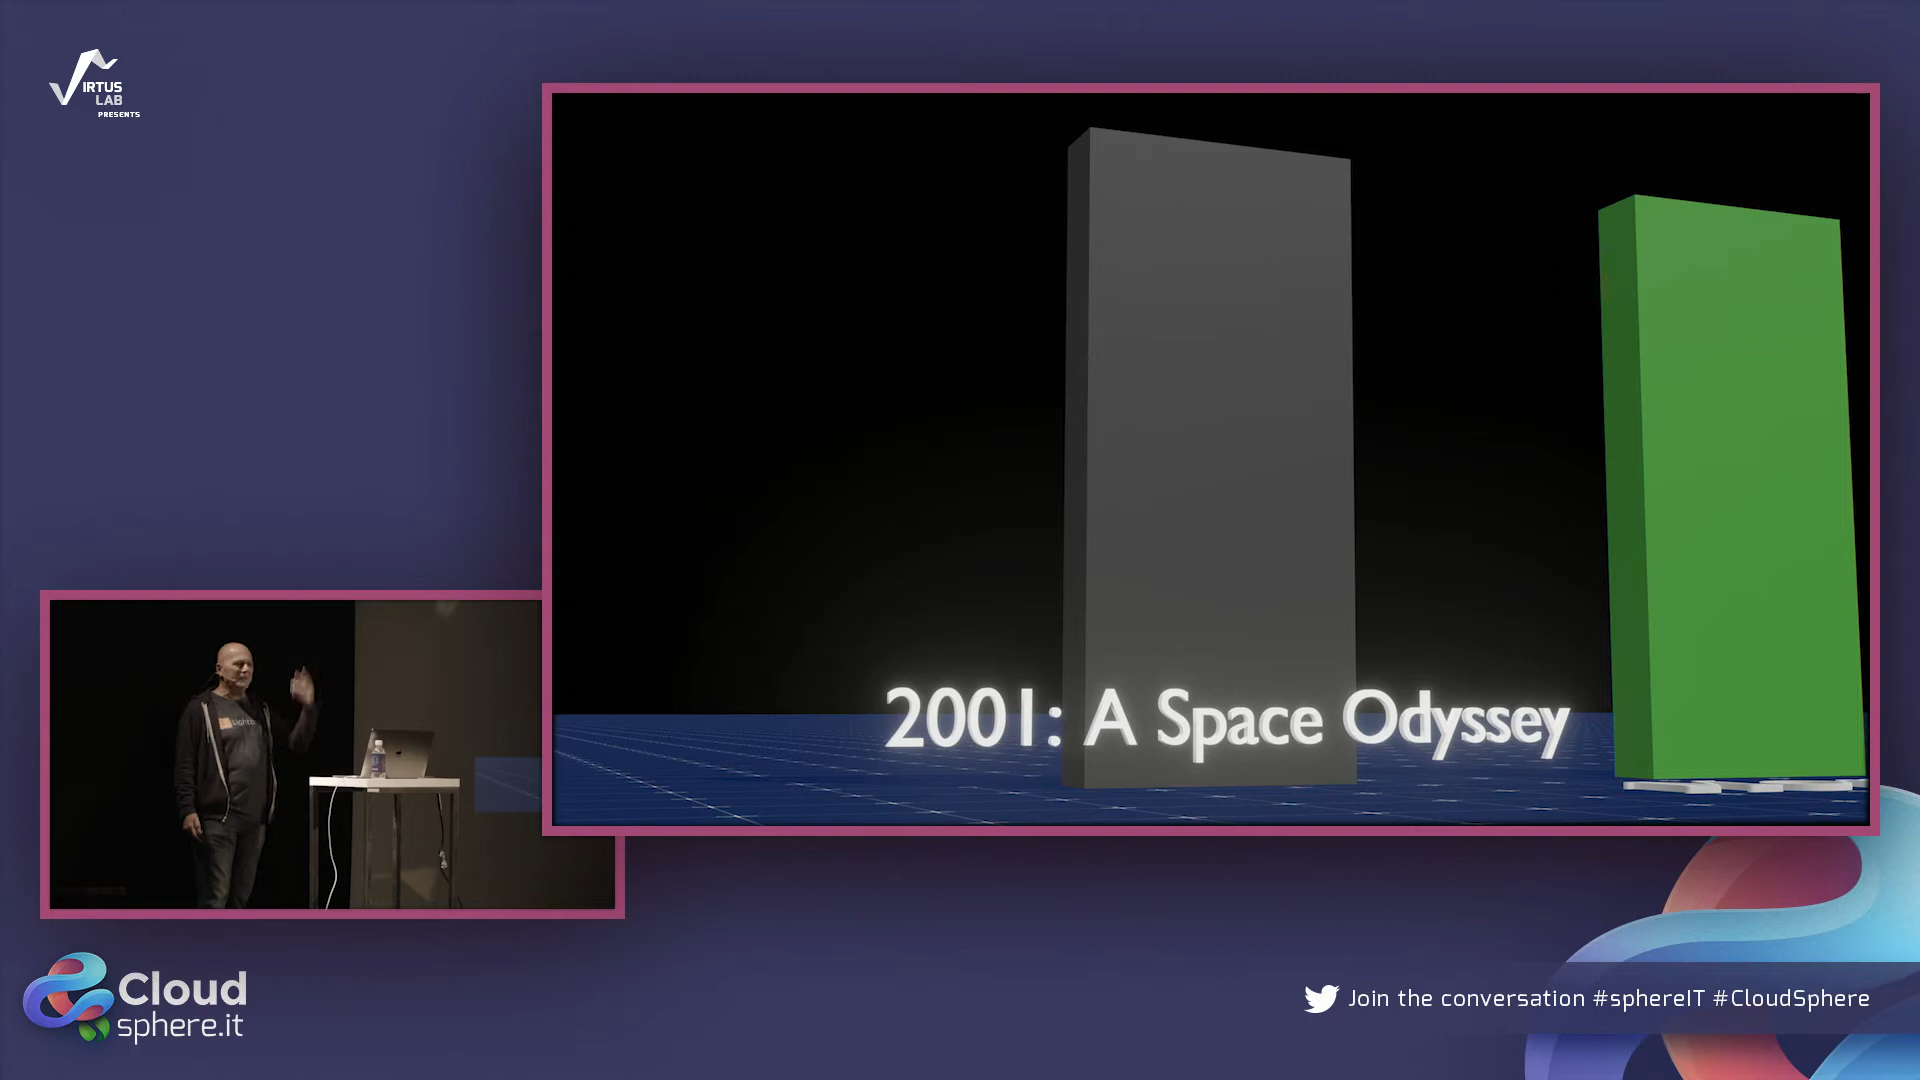 IRTUS
LAB
PRESENTS
2001: A Space Odyssey
Cloud
sphere.it
Join the conversation #sphereIT #CloudSphere